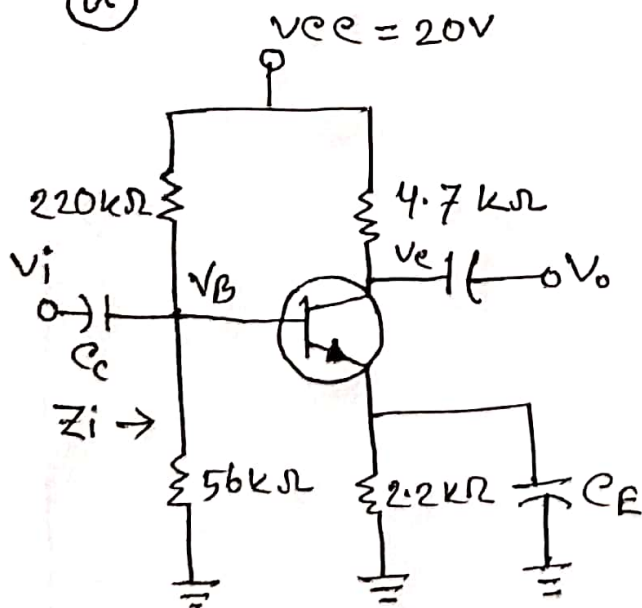 VCC = 20V
220kΩ
4.7 kΩ
Vi
VB
Vc
Vo
Cc
Zi →
56kΩ
2.2kΩ
CE